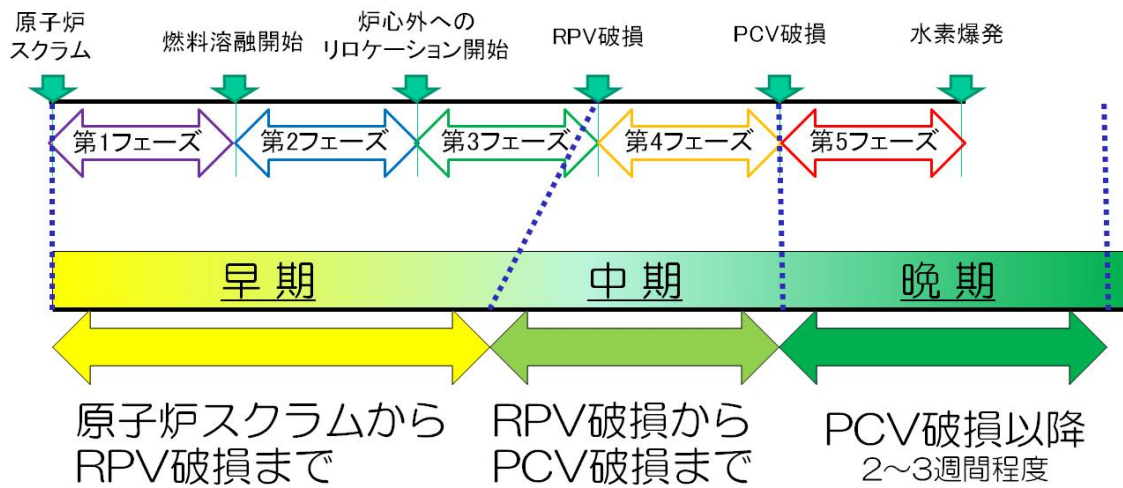 原子炉
スクラム
燃料溶融開始
炉心外への
リロケーション開始
RPV破損
PCV破損
水素爆発
第1フェーズ
第2フェーズ
第3フェーズ
第4フェーズ
第5フェーズ
早 期
中 期
晩 期
原子炉スクラムから
RPV破損まで
RPV破損から
PCV破損まで
PCV破損以降
2～3週間程度